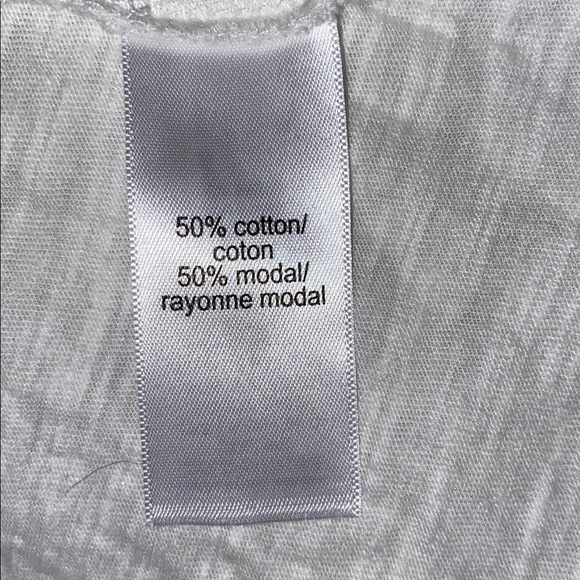 50% cotton/
coton
50% modal/
rayonne modal